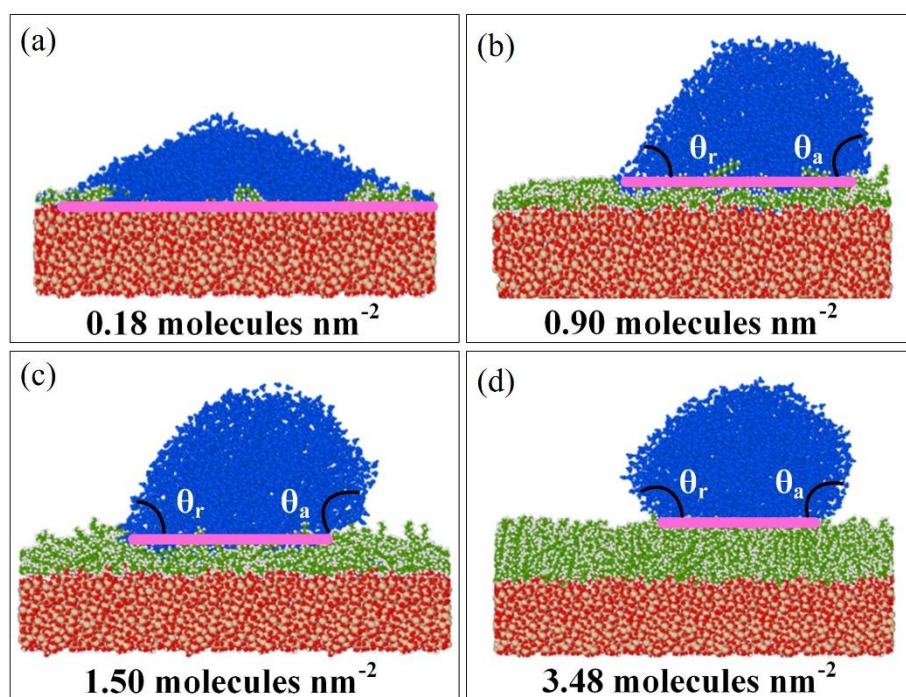 (a)
0.18 molecules nm⁻²
(b)
θᵣ θₐ
0.90 molecules nm⁻²
(c)
θᵣ θₐ
1.50 molecules nm⁻²
(d)
θᵣ θₐ
3.48 molecules nm⁻²